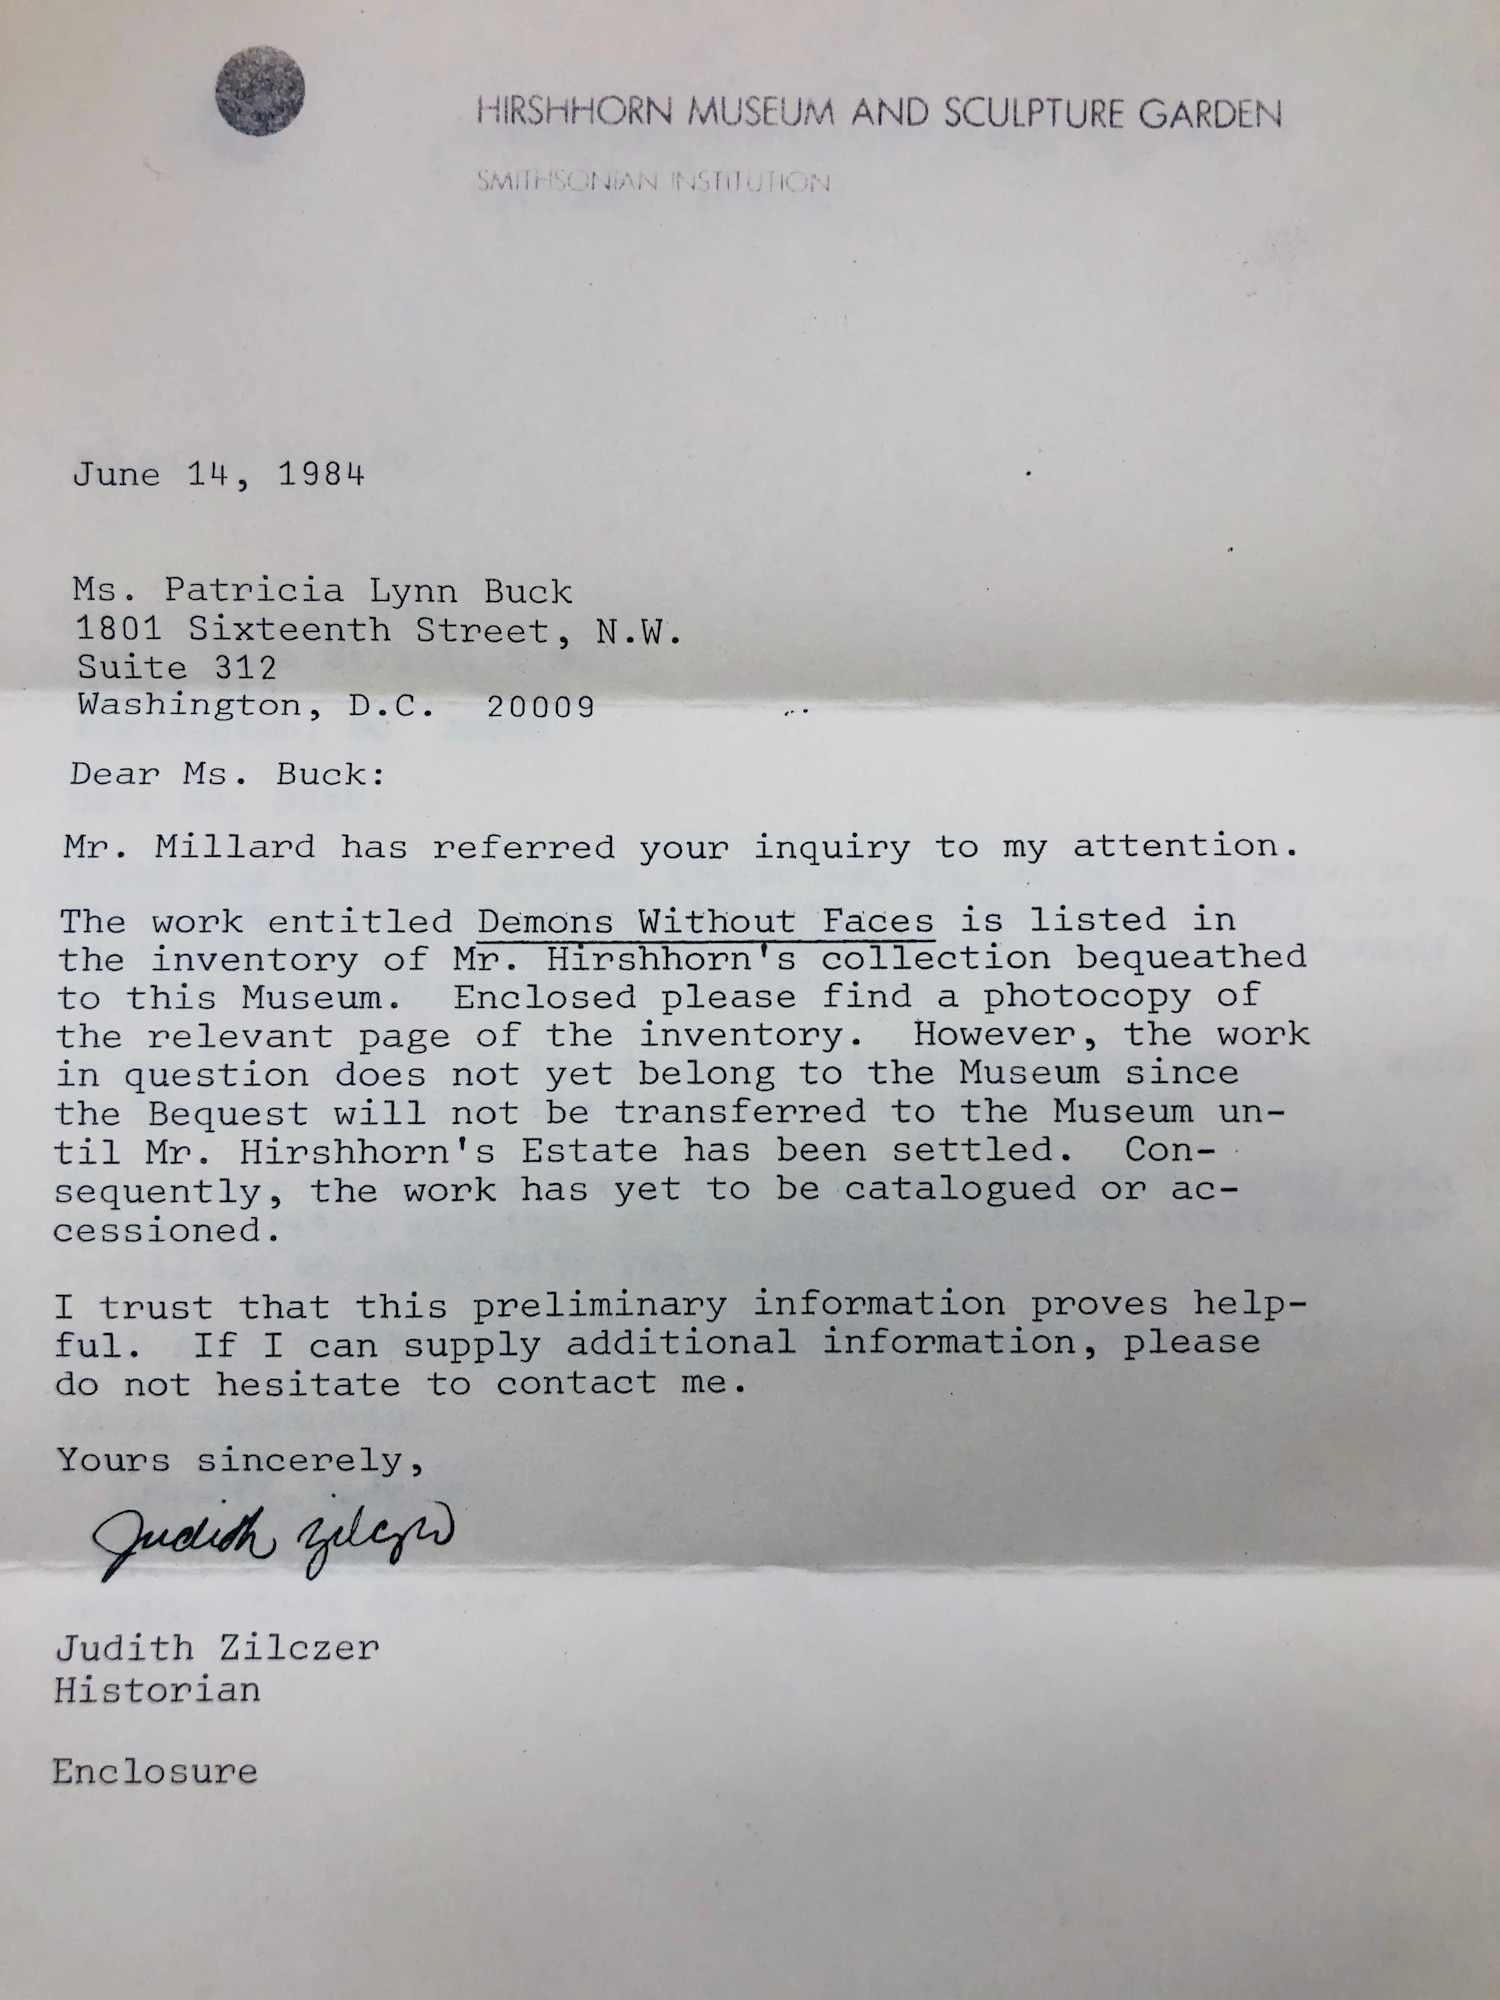 HIRSHHORN MUSEUM AND SCULPTURE GARDEN
SMITHSONIAN INSTITUTION
June 14, 1984
Ms. Patricia Lynn Buck
1801 Sixteenth Street, N.W.
Suite 312
Washington, D.C. 20009
Dear Ms. Buck:
Mr. Millard has referred your inquiry to my attention.
The work entitled Demons Without Faces is listed in
the inventory of Mr. Hirshhorn's collection bequeathed
to this Museum. Enclosed please find a photocopy of
the relevant page of the inventory. However, the work
in question does not yet belong to the Museum since
the Bequest will not be transferred to the Museum un-
til Mr. Hirshhorn's Estate has been settled. Con-
sequently, the work has yet to be catalogued or ac-
cessioned.
I trust that this preliminary information proves help-
ful. If I can supply additional information, please
do not hesitate to contact me.
Yours sincerely,
Judith Zilczer
Judith Zilczer
Historian
Enclosure